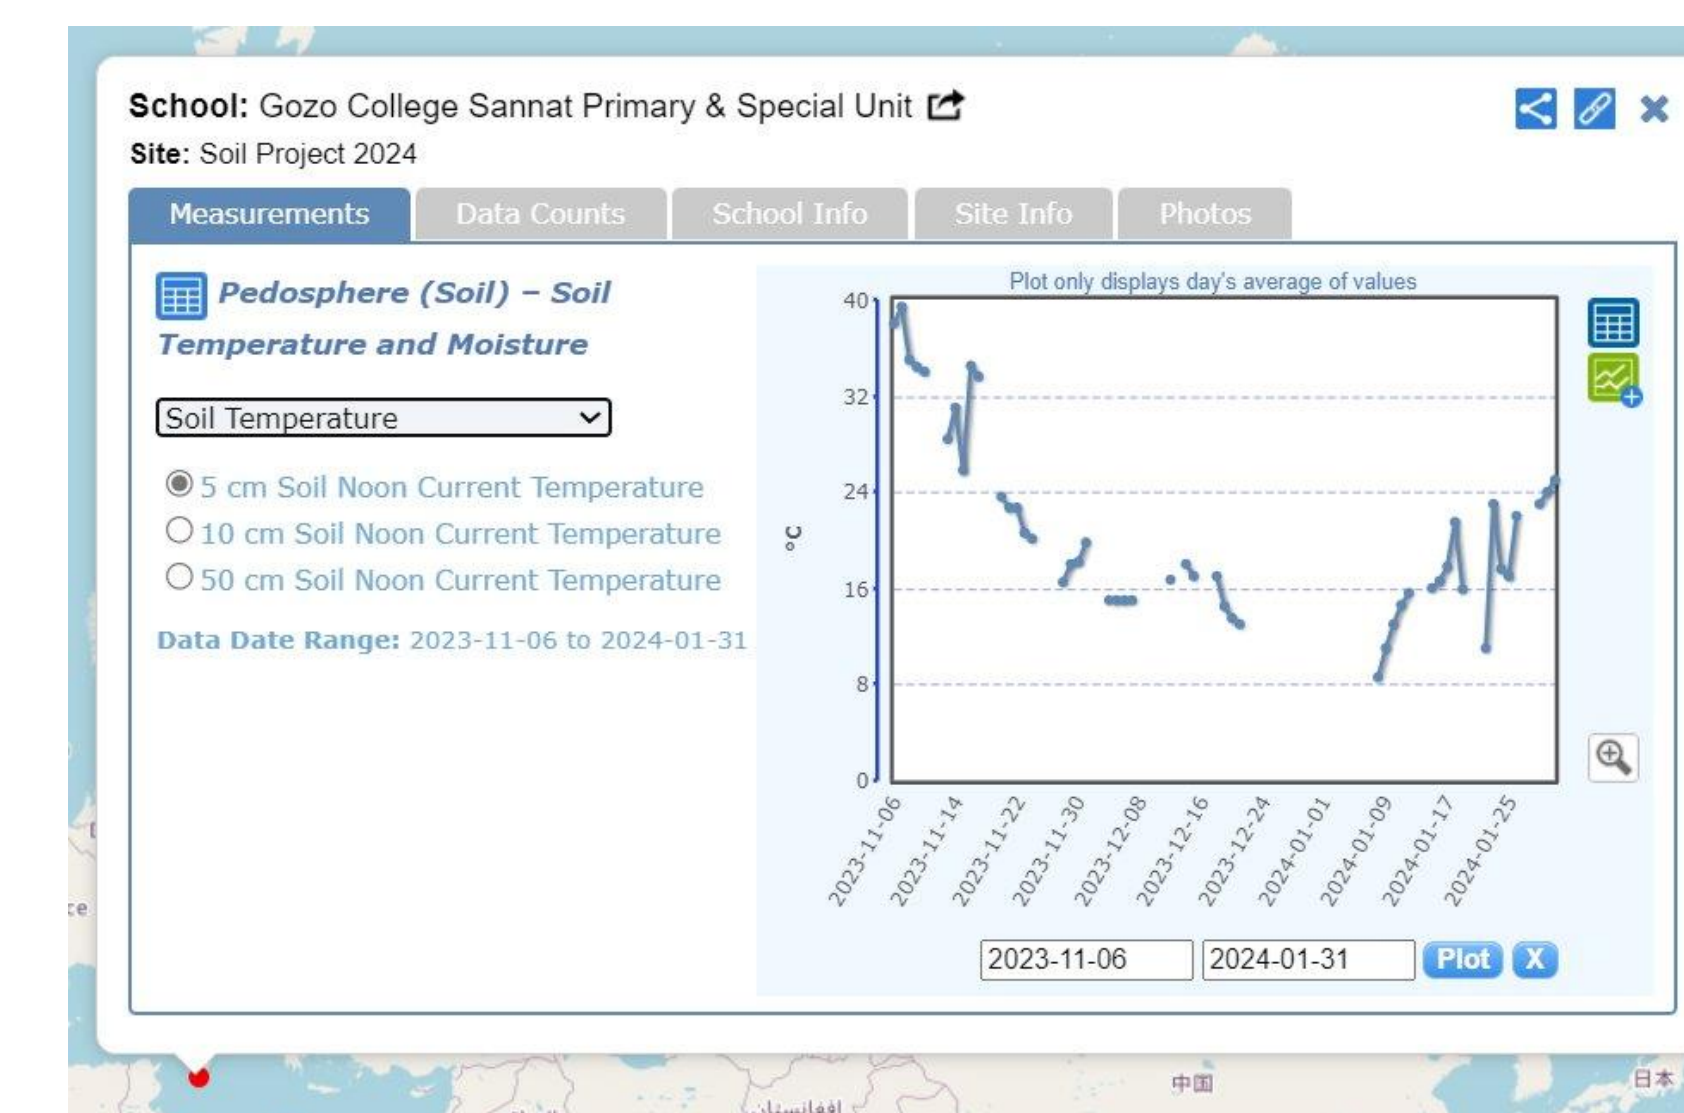 School: Gozo College Sannat Primary & Special Unit
Site: Soil Project 2024
Measurements
Data Counts
School Info
Site Info
Photos
Pedosphere (Soil) – Soil
Temperature and Moisture
Soil Temperature
5 cm Soil Noon Current Temperature
10 cm Soil Noon Current Temperature
50 cm Soil Noon Current Temperature
Data Date Range: 2023-11-06 to 2024-01-31
Plot only displays day's average of values
40
32
24
16
8
0
°C
2023-11-06
2023-11-14
2023-11-22
2023-11-30
2023-12-08
2023-12-16
2023-12-24
2024-01-01
2024-01-09
2024-01-17
2024-01-25
2023-11-06
2024-01-31
Plot
X
中国
日本